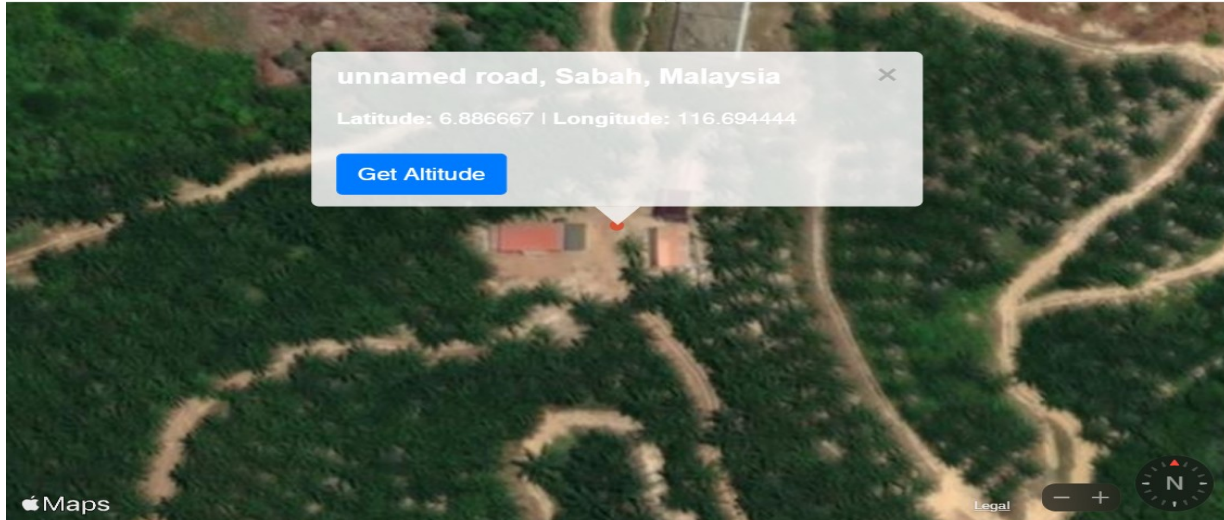 unnamed road, Sabah, Malaysia
×
Latitude: 6.886667 | Longitude: 116.694444
Get Altitude
Maps
Legal
− +
N